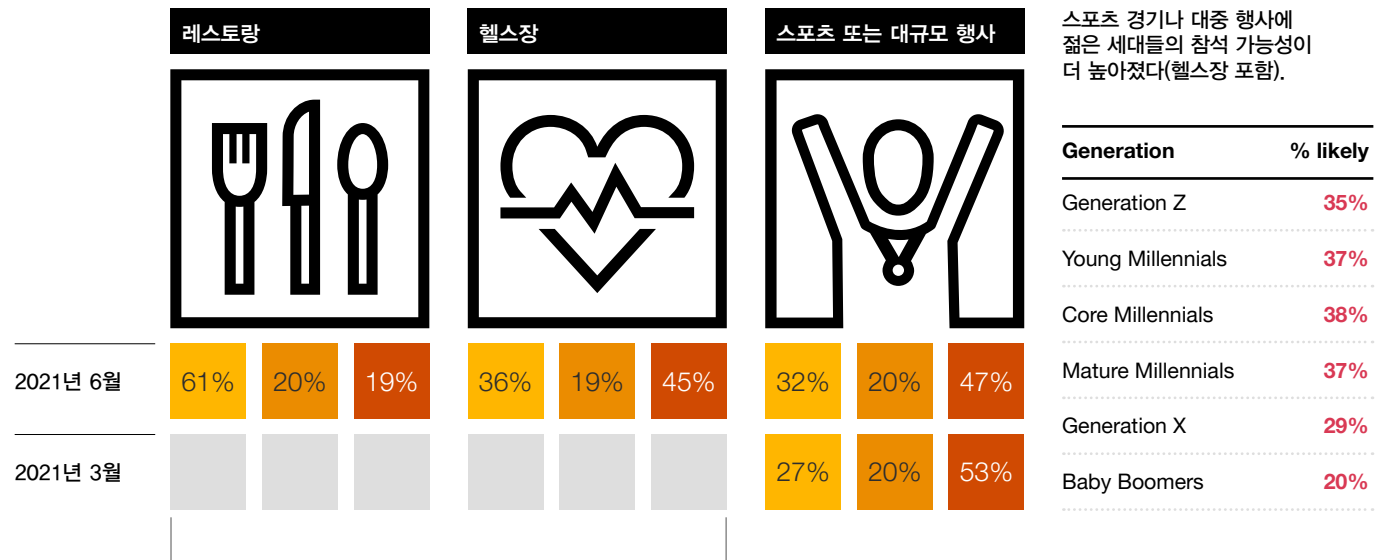 레스토랑
헬스장
스포츠 또는 대규모 행사
2021년 6월
61% 20% 19%
36% 19% 45%
32% 20% 47%
2021년 3월
27% 20% 53%
스포츠 경기나 대중 행사에
젊은 세대들의 참석 가능성이
더 높아졌다(헬스장 포함).
Generation % likely
Generation Z 35%
Young Millennials 37%
Core Millennials 38%
Mature Millennials 37%
Generation X 29%
Baby Boomers 20%